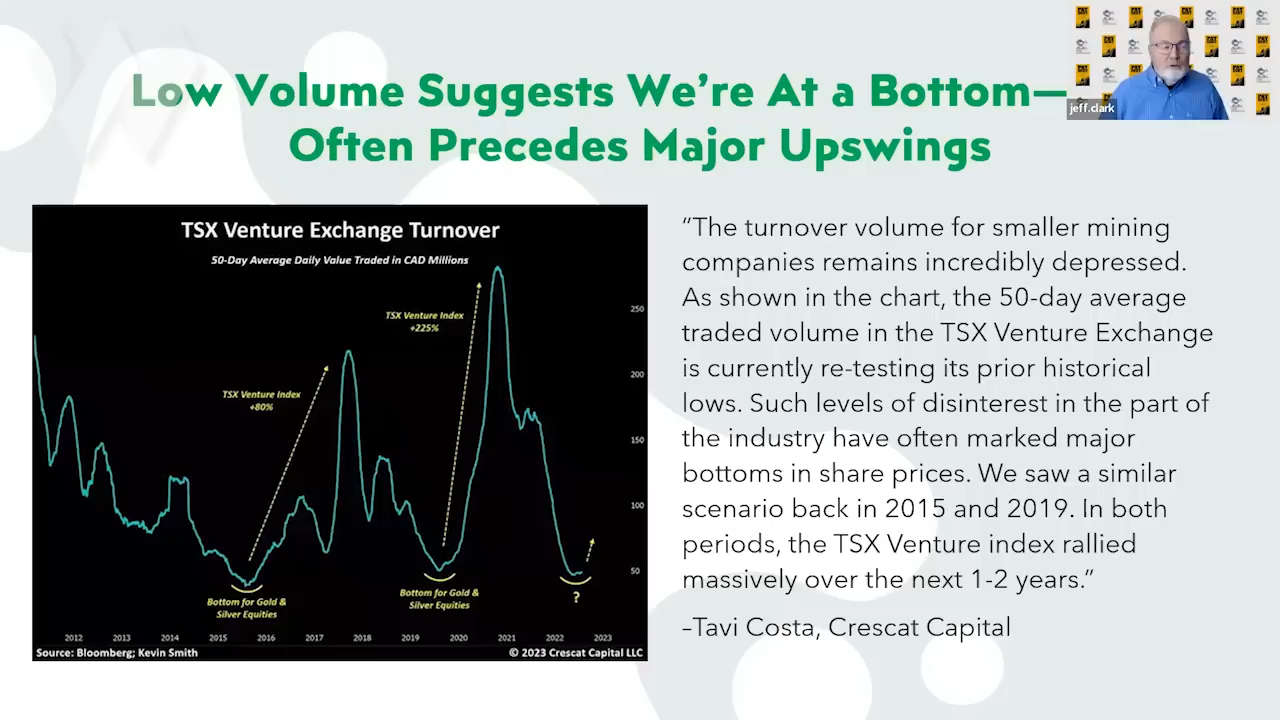 Low Volume Suggests We’re At a Bottom—
Often Precedes Major Upswings
jeff.clark
CAT
TSX Venture Exchange Turnover
50-Day Average Daily Value Traded in CAD Millions
TSX Venture Index
+225%
TSX Venture Index
+80%
250
200
150
100
50
Bottom for Gold &
Silver Equities
Bottom for Gold &
Silver Equities
?
2012 2013 2014 2015 2016 2017 2018 2019 2020 2021 2022 2023
Source: Bloomberg; Kevin Smith
© 2023 Crescat Capital LLC
“The turnover volume for smaller mining
companies remains incredibly depressed.
As shown in the chart, the 50-day average
traded volume in the TSX Venture Exchange
is currently re-testing its prior historical
lows. Such levels of disinterest in the part of
the industry have often marked major
bottoms in share prices. We saw a similar
scenario back in 2015 and 2019. In both
periods, the TSX Venture index rallied
massively over the next 1-2 years.”
–Tavi Costa, Crescat Capital